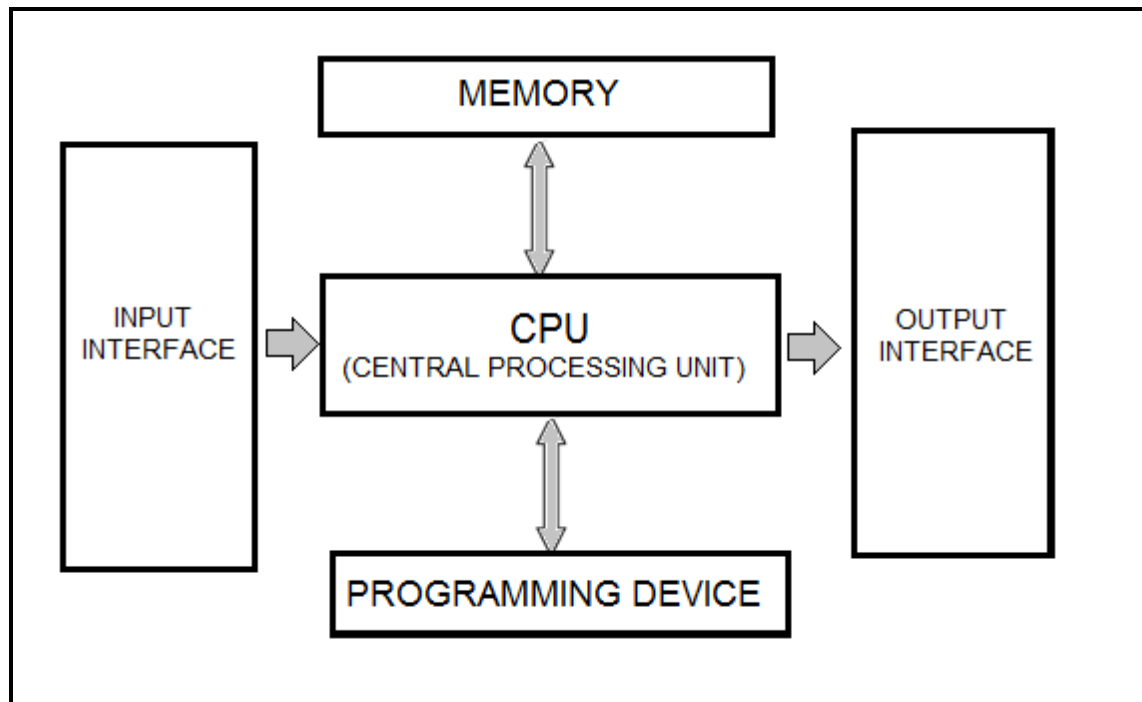 MEMORY
INPUT
INTERFACE
CPU
(CENTRAL PROCESSING UNIT)
OUTPUT
INTERFACE
PROGRAMMING DEVICE